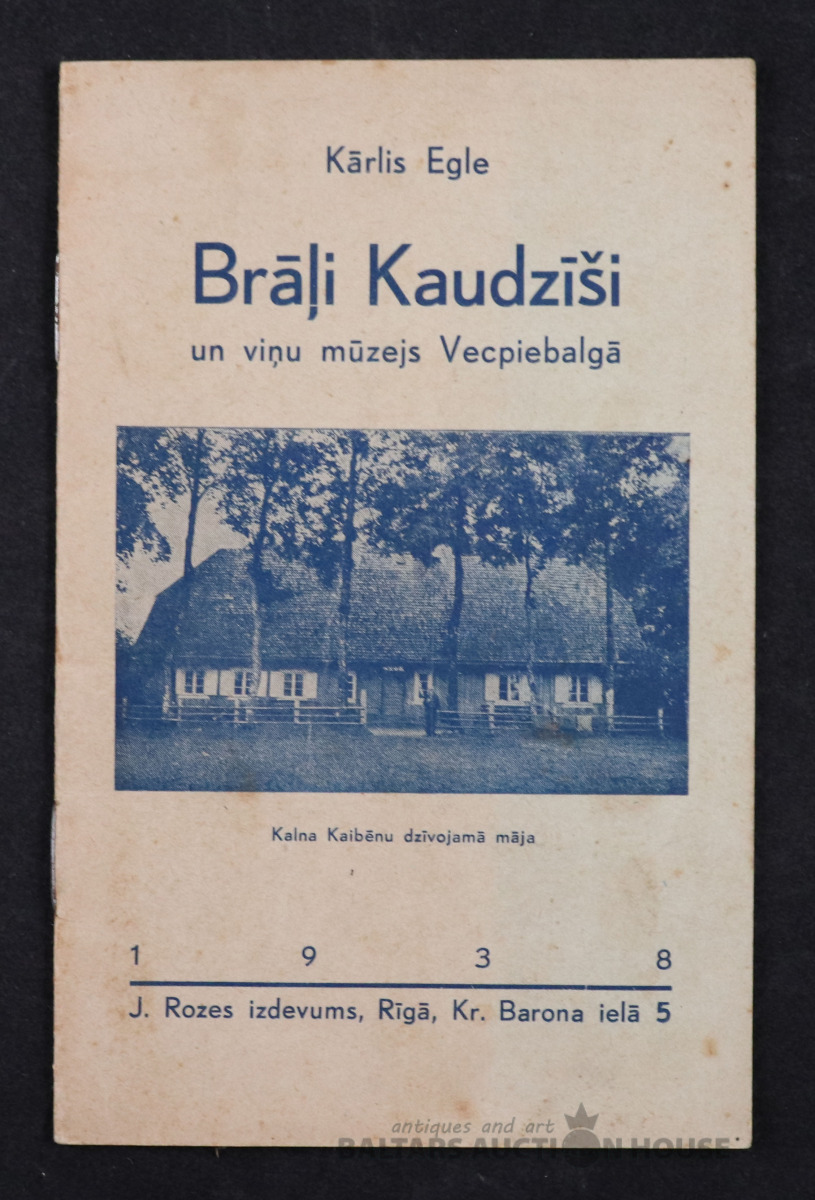 Kārlis Egle
Brāļi Kaudzīši
un viņu mūzejs Vecpiebalgā
Kalna Kaibēnu dzīvojamā māja
1 9 3 8
J. Rozes izdevums, Rīgā, Kr. Barona ielā 5
antiques and art
BALTARS AUCTION HOUSE